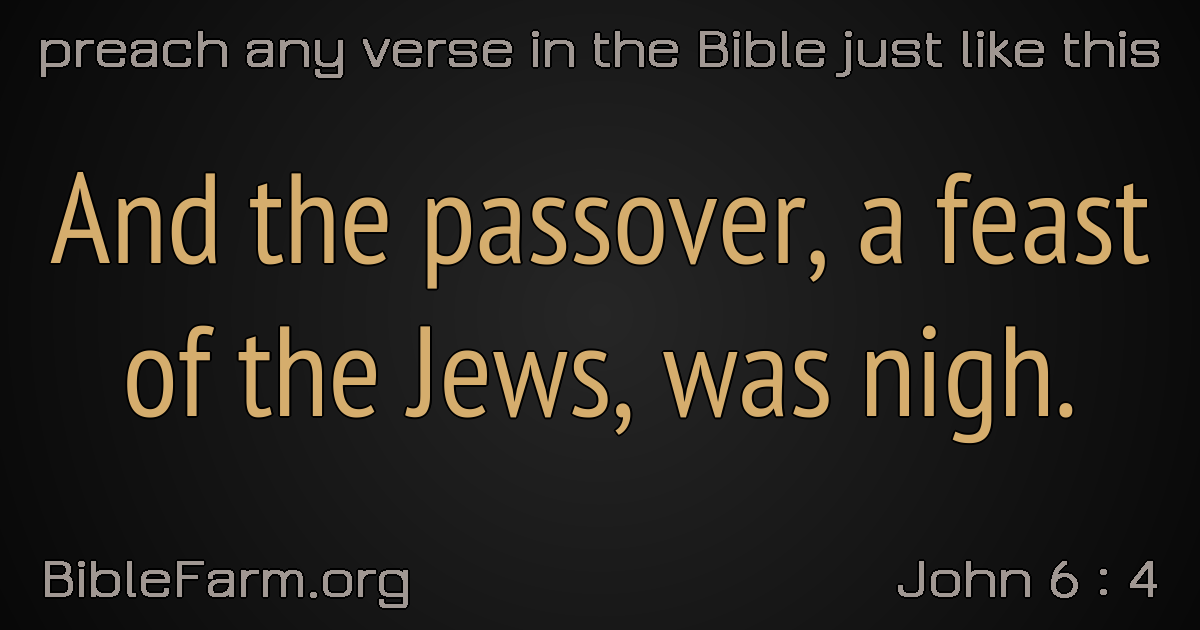 preach any verse in the Bible just like this
And the passover, a feast
of the Jews, was nigh.
BibleFarm.org
John 6 : 4